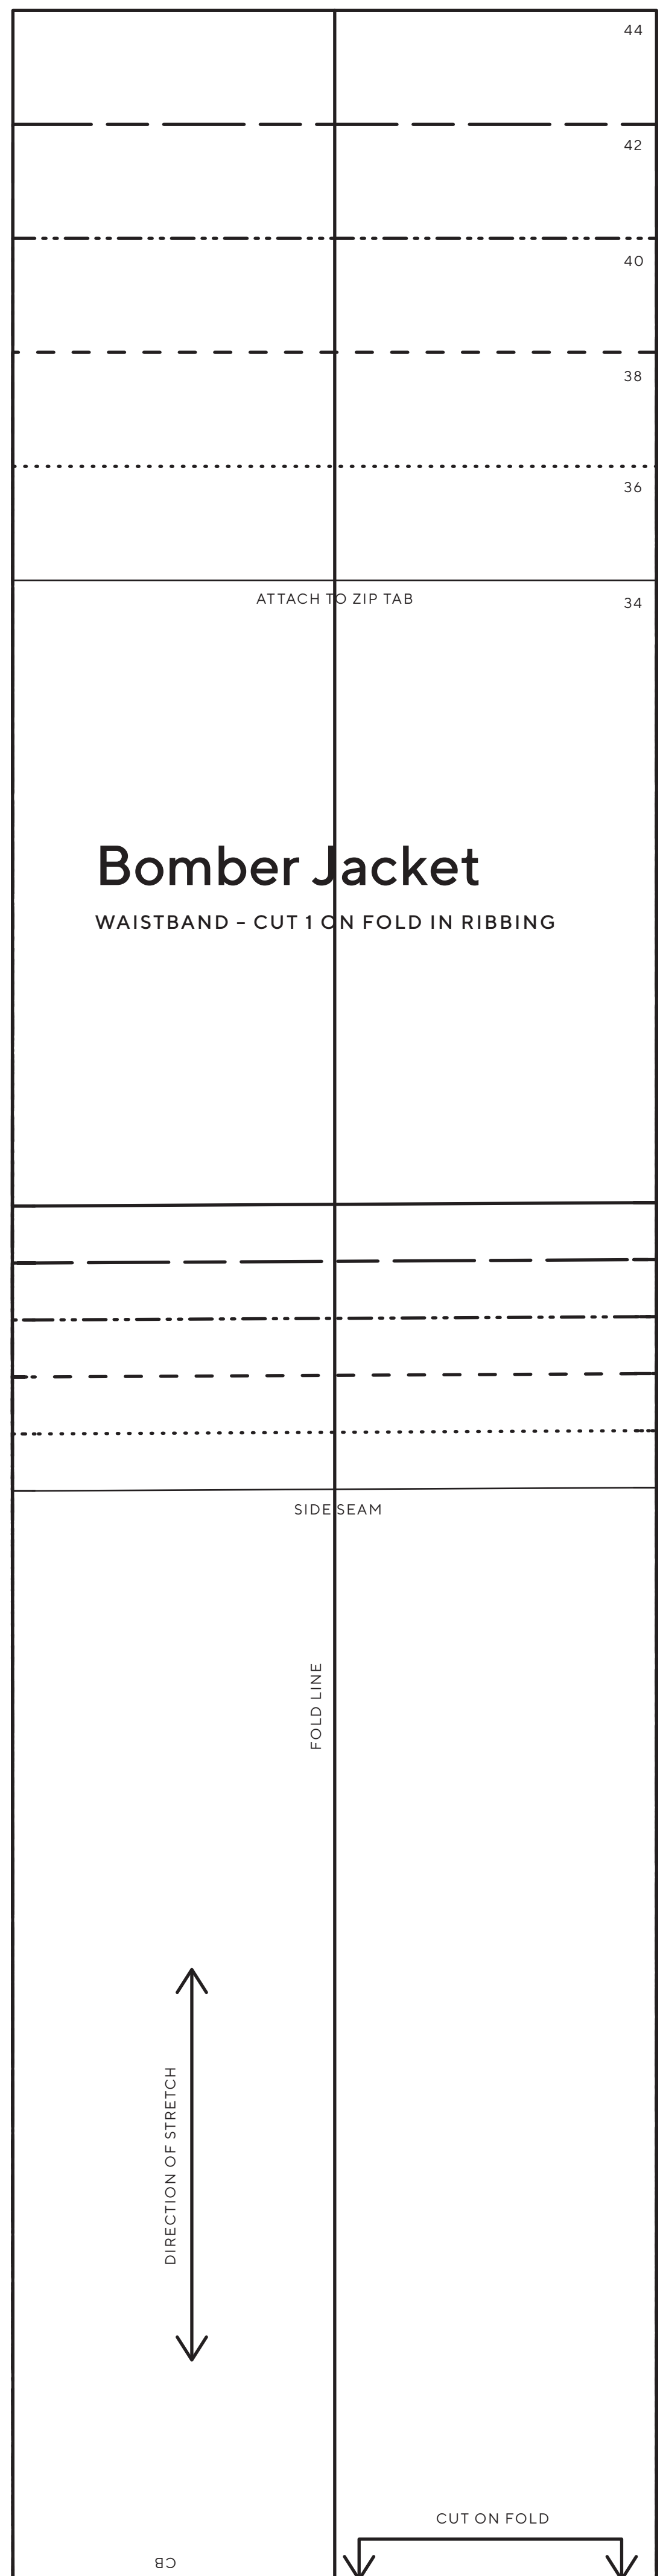 44
42
40
38
36
ATTACH TO ZIP TAB
34
Bomber Jacket
WAISTBAND – CUT 1 ON FOLD IN RIBBING
SIDE SEAM
FOLD LINE
DIRECTION OF STRETCH
CUT ON FOLD
CB